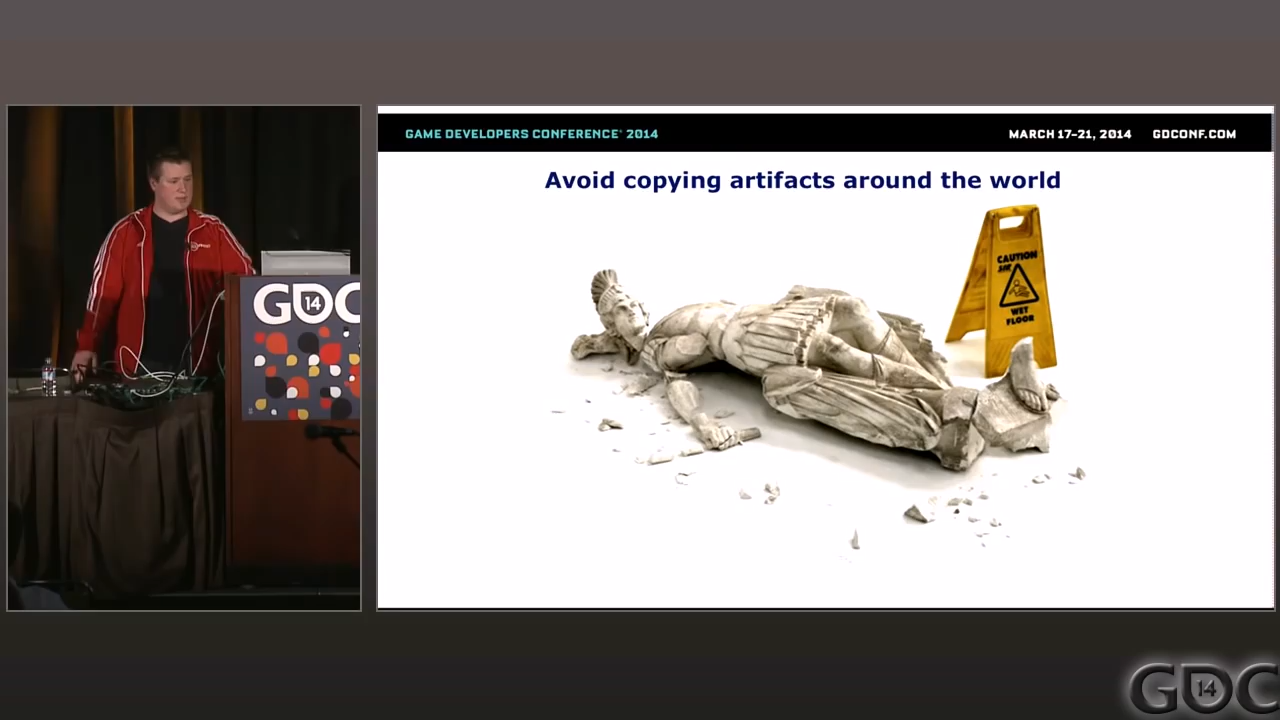 GAME DEVELOPERS CONFERENCE® 2014
MARCH 17-21, 2014 GDCONF.COM
Avoid copying artifacts around the world
CAUTION
WET
FLOOR
GDC
14
GDC
14